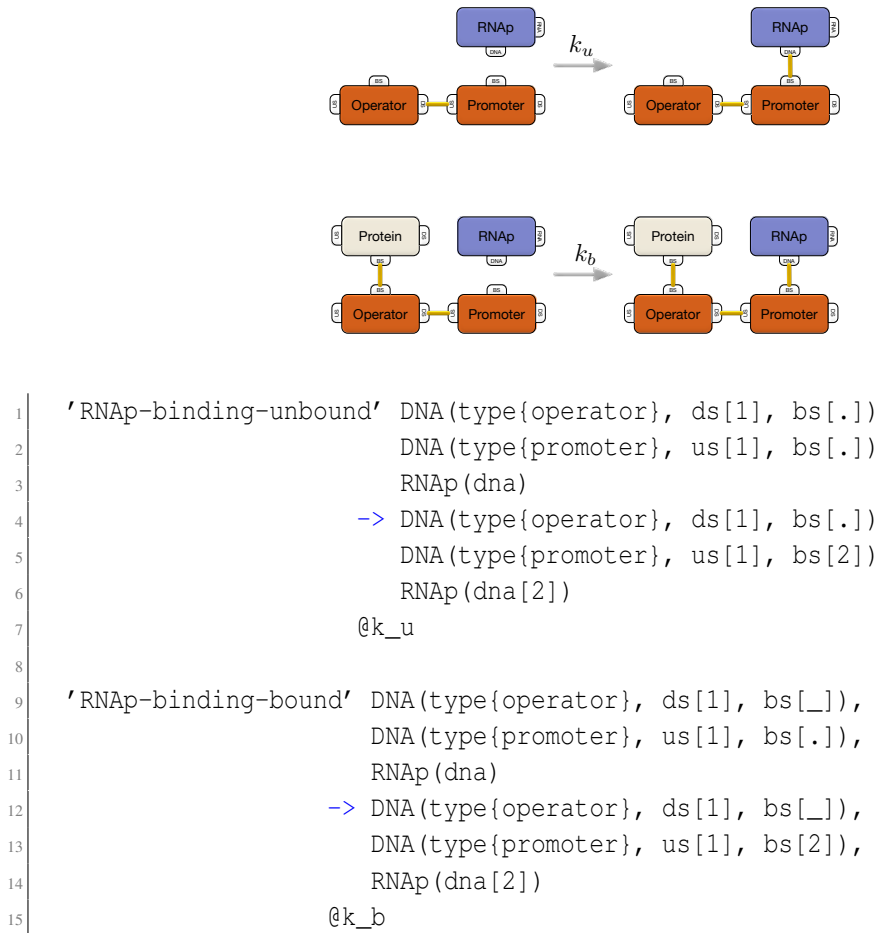 RNAp RNA RNAp RNA
DNA k_u DNA
BS BS BS BS
US Operator DS US Promoter DS US Operator DS US Promoter DS
US Protein DS RNAp RNA US Protein DS RNAp RNA
BS DNA k_b BS DNA
BS BS BS BS
US Operator DS US Promoter DS US Operator DS US Promoter DS
1 'RNAp-binding-unbound' DNA(type{operator}, ds[1], bs[.])
2 DNA(type{promoter}, us[1], bs[.])
3 RNAp(dna)
4 -> DNA(type{operator}, ds[1], bs[.])
5 DNA(type{promoter}, us[1], bs[2])
6 RNAp(dna[2])
7 @k_u
8
9 'RNAp-binding-bound' DNA(type{operator}, ds[1], bs[_]),
10 DNA(type{promoter}, us[1], bs[.]),
11 RNAp(dna)
12 -> DNA(type{operator}, ds[1], bs[_]),
13 DNA(type{promoter}, us[1], bs[2]),
14 RNAp(dna[2])
15 @k_b